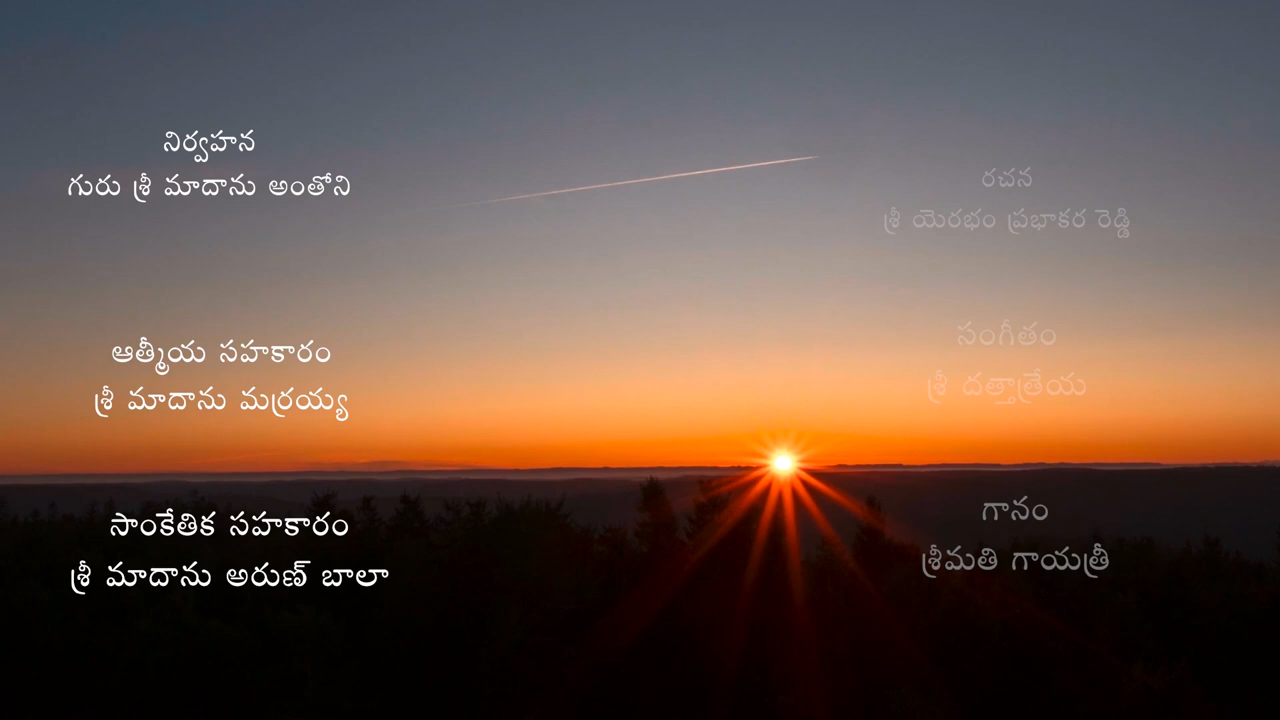 నిర్వహన
గురు శ్రీ మాదాను అంతోని
ఆత్మీయ సహకారం
శ్రీ మాదాను మర్రయ్య
సాంకేతిక సహకారం
శ్రీ మాదాను అరుణ్ బాలా
రచన
శ్రీ యెరభం ప్రభాకర రెడ్డి
సంగీతం
శ్రీ దత్తాత్రేయ
గానం
శ్రీమతి గాయత్రీ